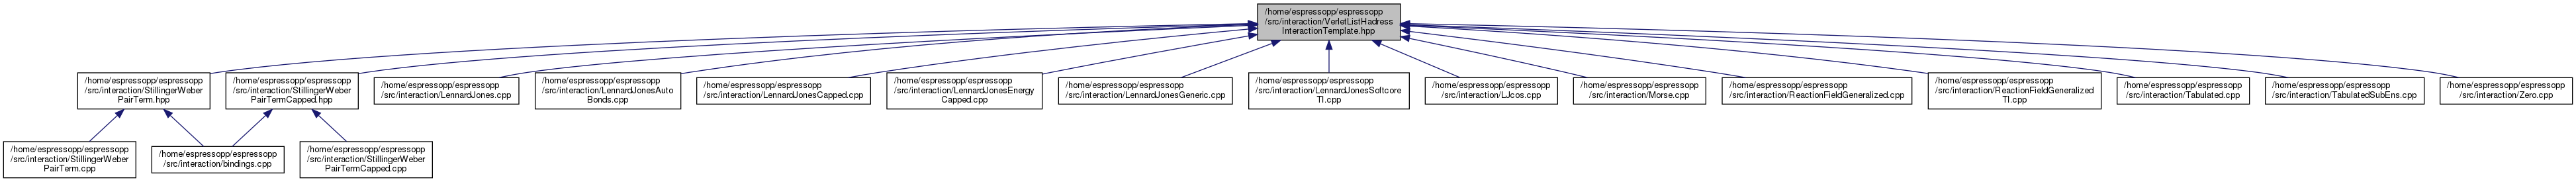 /home/espressopp/espressopp
/src/interaction/VerletListHadress
InteractionTemplate.hpp
/home/espressopp/espressopp
/src/interaction/StillingerWeber
PairTerm.hpp
/home/espressopp/espressopp
/src/interaction/StillingerWeber
PairTermCapped.hpp
/home/espressopp/espressopp
/src/interaction/LennardJones.cpp
/home/espressopp/espressopp
/src/interaction/LennardJonesAuto
Bonds.cpp
/home/espressopp/espressopp
/src/interaction/LennardJonesCapped.cpp
/home/espressopp/espressopp
/src/interaction/LennardJonesEnergy
Capped.cpp
/home/espressopp/espressopp
/src/interaction/LennardJonesGeneric.cpp
/home/espressopp/espressopp
/src/interaction/LennardJonesSoftcore
TI.cpp
/home/espressopp/espressopp
/src/interaction/LJcos.cpp
/home/espressopp/espressopp
/src/interaction/Morse.cpp
/home/espressopp/espressopp
/src/interaction/ReactionFieldGeneralized.cpp
/home/espressopp/espressopp
/src/interaction/ReactionFieldGeneralized
TI.cpp
/home/espressopp/espressopp
/src/interaction/Tabulated.cpp
/home/espressopp/espressopp
/src/interaction/TabulatedSubEns.cpp
/home/espressopp/espressopp
/src/interaction/Zero.cpp
/home/espressopp/espressopp
/src/interaction/StillingerWeber
PairTerm.cpp
/home/espressopp/espressopp
/src/interaction/bindings.cpp
/home/espressopp/espressopp
/src/interaction/StillingerWeber
PairTermCapped.cpp